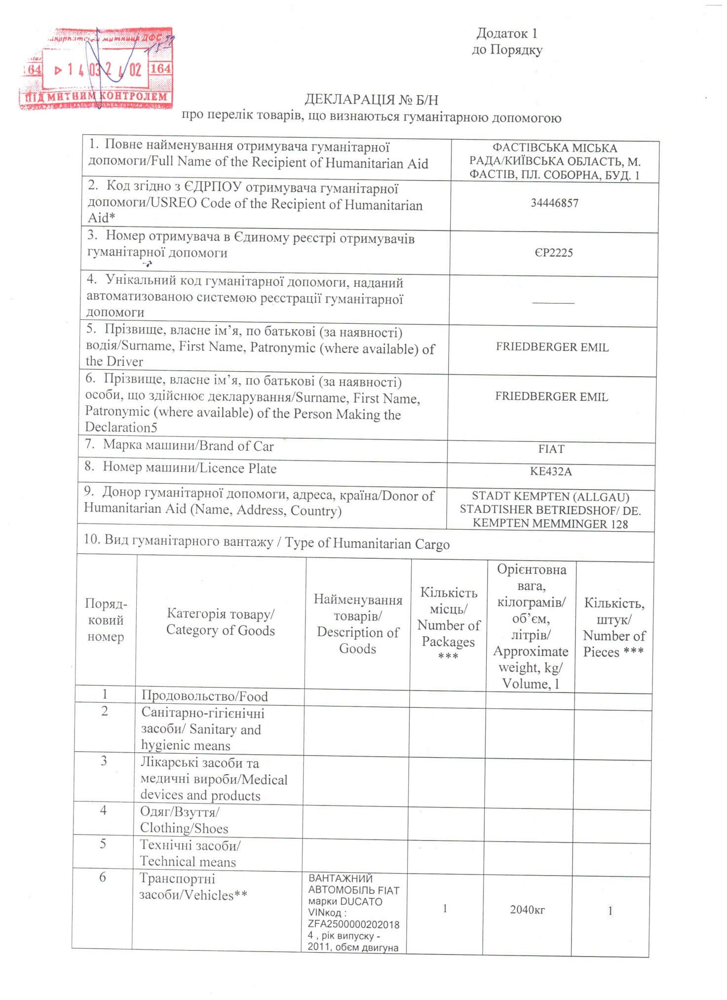 митниця ДФС
64 14 03 2 4 02 164
ПІД МИТНИМ КОНТРОЛЕМ
Додаток 1
до Порядку
ДЕКЛАРАЦІЯ № Б/Н
про перелік товарів, що визнаються гуманітарною допомогою
1. Повне найменування отримувача гуманітарної
допомоги/Full Name of the Recipient of Humanitarian Aid
ФАСТІВСЬКА МІСЬКА
РАДА/КИЇВСЬКА ОБЛАСТЬ, М.
ФАСТІВ, ПЛ. СОБОРНА, БУД. 1
2. Код згідно з ЄДРПОУ отримувача гуманітарної
допомоги/USREO Code of the Recipient of Humanitarian
Aid*
34446857
3. Номер отримувача в Єдиному реєстрі отримувачів
гуманітарної допомоги
ЄР2225
4. Унікальний код гуманітарної допомоги, наданий
автоматизованою системою реєстрації гуманітарної
допомоги
5. Прізвище, власне ім’я, по батькові (за наявності)
водія/Surname, First Name, Patronymic (where available) of
the Driver
FRIEDBERGER EMIL
6. Прізвище, власне ім’я, по батькові (за наявності)
особи, що здійснює декларування/Surname, First Name,
Patronymic (where available) of the Person Making the
Declaration5
FRIEDBERGER EMIL
7. Марка машини/Brand of Car
FIAT
8. Номер машини/Licence Plate
KE432A
9. Донор гуманітарної допомоги, адреса, країна/Donor of
Humanitarian Aid (Name, Address, Country)
STADT KEMPTEN (ALLGAU)
STADTISHER BETRIEDSHOF/ DE.
KEMPTEN MEMMINGER 128
10. Вид гуманітарного вантажу / Type of Humanitarian Cargo
Поряд-
ковий
номер
Категорія товару/
Category of Goods
Найменування
товарів/
Description of
Goods
Кількість
місць/
Number of
Packages
***
Орієнтовна
вага,
кілограмів/
об’єм,
літрів/
Approximate
weight, kg/
Volume, l
Кількість,
штук/
Number of
Pieces ***
1
Продовольство/Food
2
Санітарно-гігієнічні
засоби/ Sanitary and
hygienic means
3
Лікарські засоби та
медичні вироби/Medical
devices and products
4
Одяг/Взуття/
Clothing/Shoes
5
Технічні засоби/
Technical means
6
Транспортні
засоби/Vehicles**
ВАНТАЖНИЙ
АВТОМОБІЛЬ FIAT
марки DUCATO
VINкод :
ZFA2500000202018
4 , рік випуску -
2011, обєм двигуна
1
2040кг
1